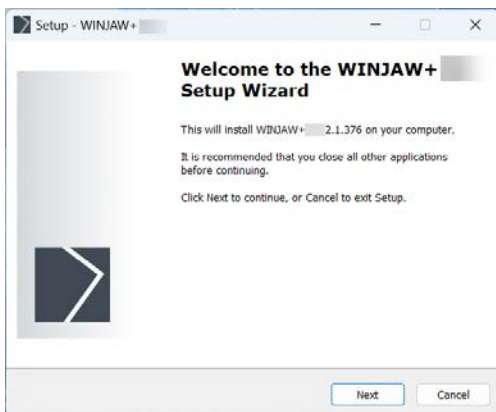 Setup - WINJAW+
Welcome to the WINJAW+
Setup Wizard
This will install WINJAW+ 2.1.376 on your computer.
It is recommended that you close all other applications
before continuing.
Click Next to continue, or Cancel to exit Setup.
Next Cancel